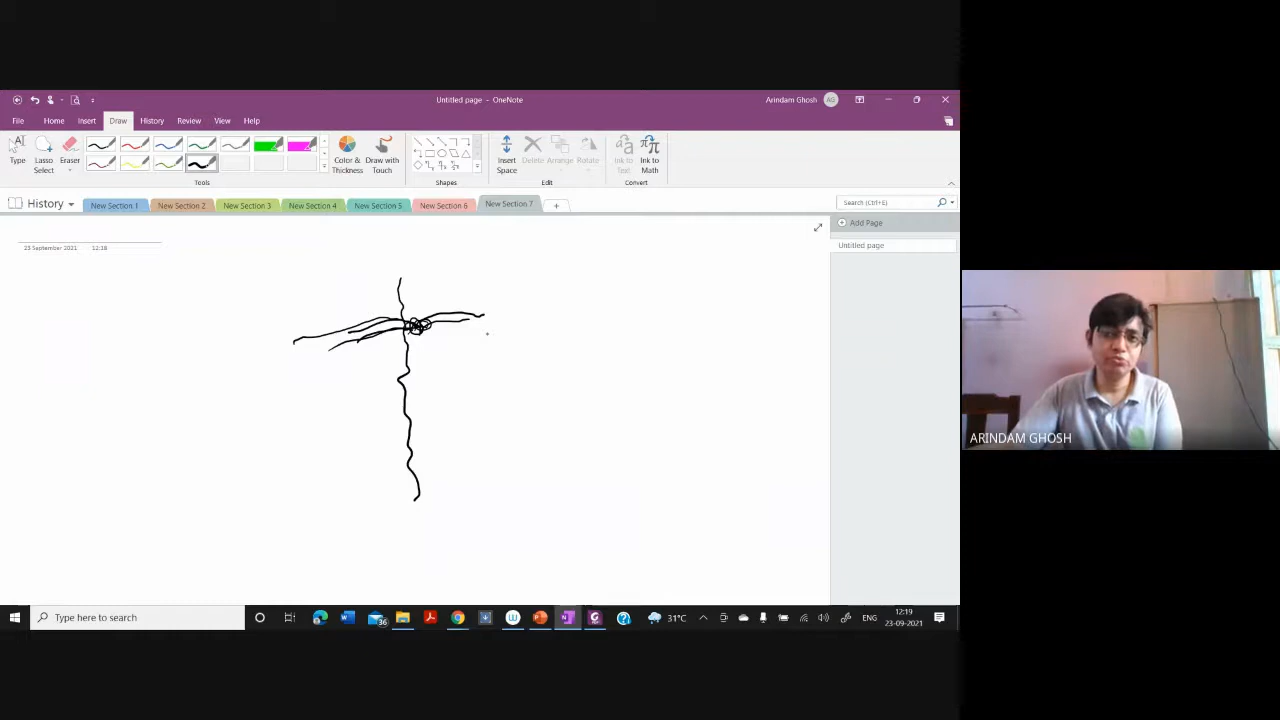 Untitled page - OneNote
Arindam Ghosh
AG
File Home Insert Draw History Review View Help
Type
Lasso Select
Eraser
Color & Thickness
Draw with Touch
Insert Space
Delete
Arrange
Rotate
Ink to Text
Ink to Math
Tools
Shapes
Edit
Convert
History
New Section 1
New Section 2
New Section 3
New Section 4
New Section 5
New Section 6
New Section 7
Search (Ctrl+E)
Add Page
Untitled page
23 September 2021 12:18
ARINDAM GHOSH
Type here to search
36
31°C
ENG
12:19
23-09-2021